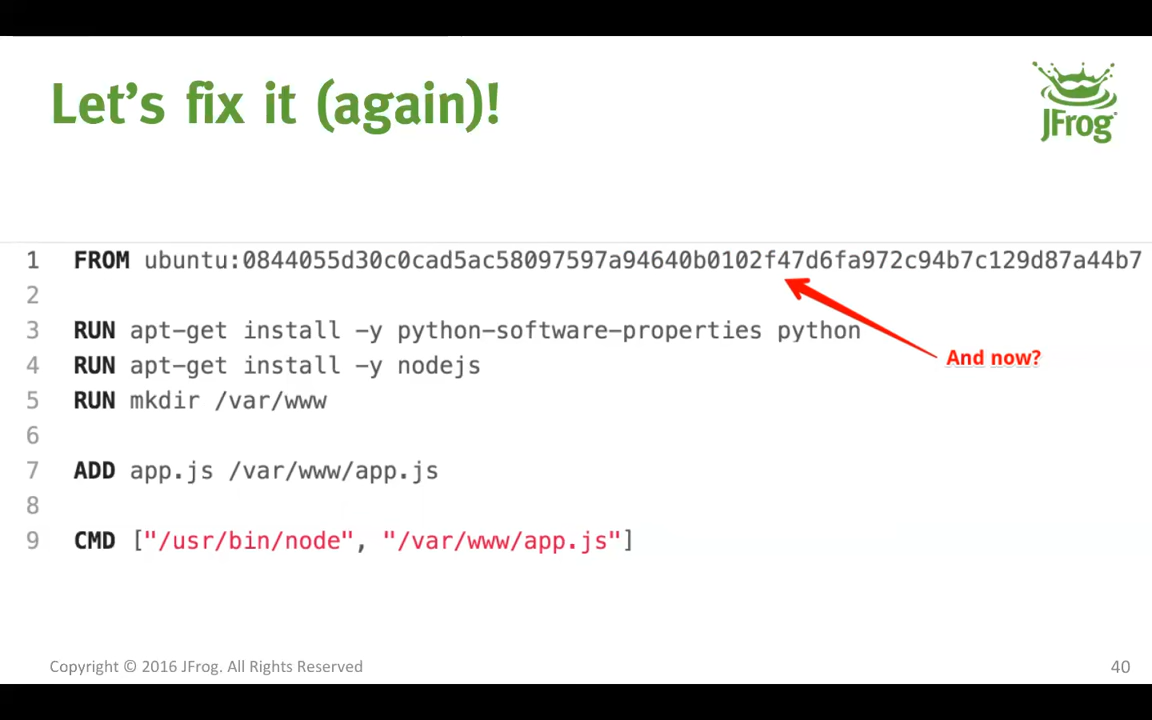 Let's fix it (again)!
JFrog
1 FROM ubuntu:0844055d30c0cad5ac58097597a94640b0102f47d6fa972c94b7c129d87a44b7
2
3 RUN apt-get install -y python-software-properties python
4 RUN apt-get install -y nodejs
And now?
5 RUN mkdir /var/www
6
7 ADD app.js /var/www/app.js
8
9 CMD ["/usr/bin/node", "/var/www/app.js"]
Copyright © 2016 JFrog. All Rights Reserved
40